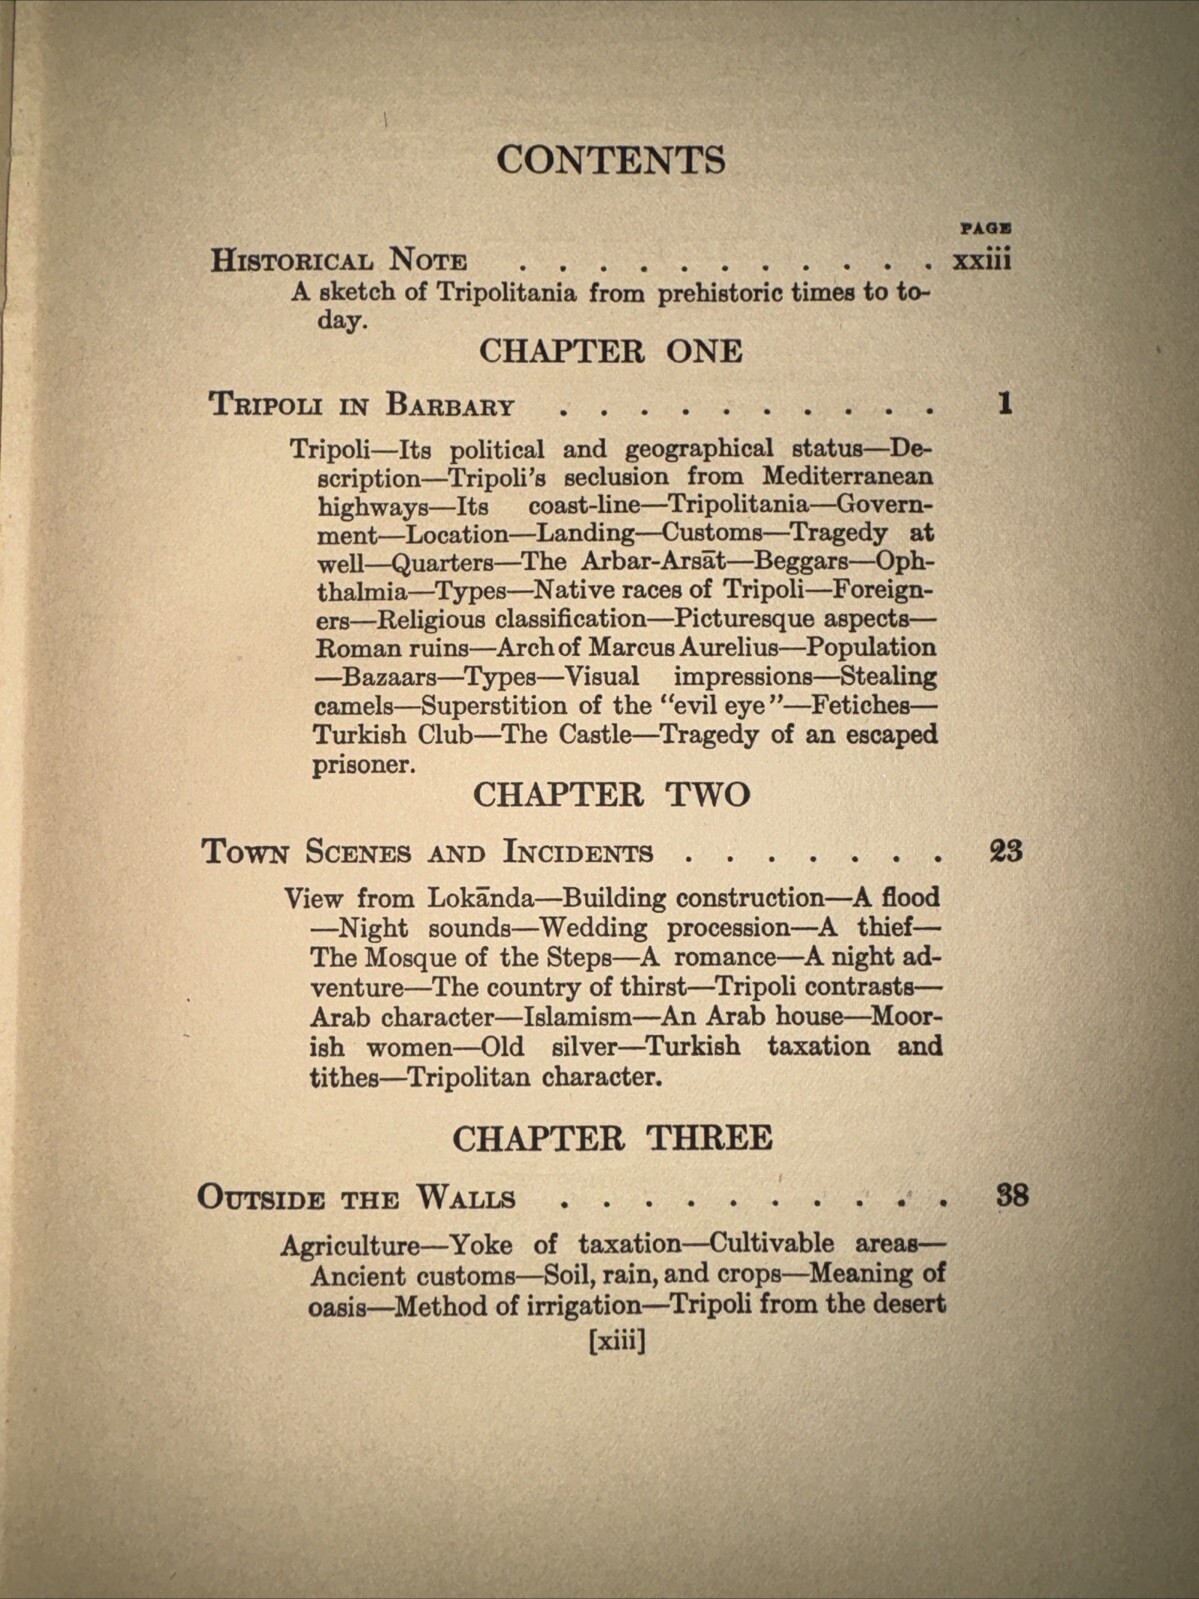 CONTENTS
PAGE
HISTORICAL NOTE . . . . . . . . . . . xxiii
A sketch of Tripolitania from prehistoric times to to-
day.
CHAPTER ONE
TRIPOLI IN BARBARY . . . . . . . . . . 1
Tripoli—Its political and geographical status—De-
scription—Tripoli's seclusion from Mediterranean
highways—Its coast-line—Tripolitania—Govern-
ment—Location—Landing—Customs—Tragedy at
well—Quarters—The Arbar-Arsāt—Beggars—Oph-
thalmia—Types—Native races of Tripoli—Foreign-
ers—Religious classification—Picturesque aspects—
Roman ruins—Arch of Marcus Aurelius—Population
—Bazaars—Types—Visual impressions—Stealing
camels—Superstition of the “evil eye”—Fetiches—
Turkish Club—The Castle—Tragedy of an escaped
prisoner.
CHAPTER TWO
TOWN SCENES AND INCIDENTS . . . . . . . 23
View from Lokānda—Building construction—A flood
—Night sounds—Wedding procession—A thief—
The Mosque of the Steps—A romance—A night ad-
venture—The country of thirst—Tripoli contrasts—
Arab character—Islamism—An Arab house—Moor-
ish women—Old silver—Turkish taxation and
tithes—Tripolitan character.
CHAPTER THREE
OUTSIDE THE WALLS . . . . . . . . . . 38
Agriculture—Yoke of taxation—Cultivable areas—
Ancient customs—Soil, rain, and crops—Meaning of
oasis—Method of irrigation—Tripoli from the desert
[xiii]